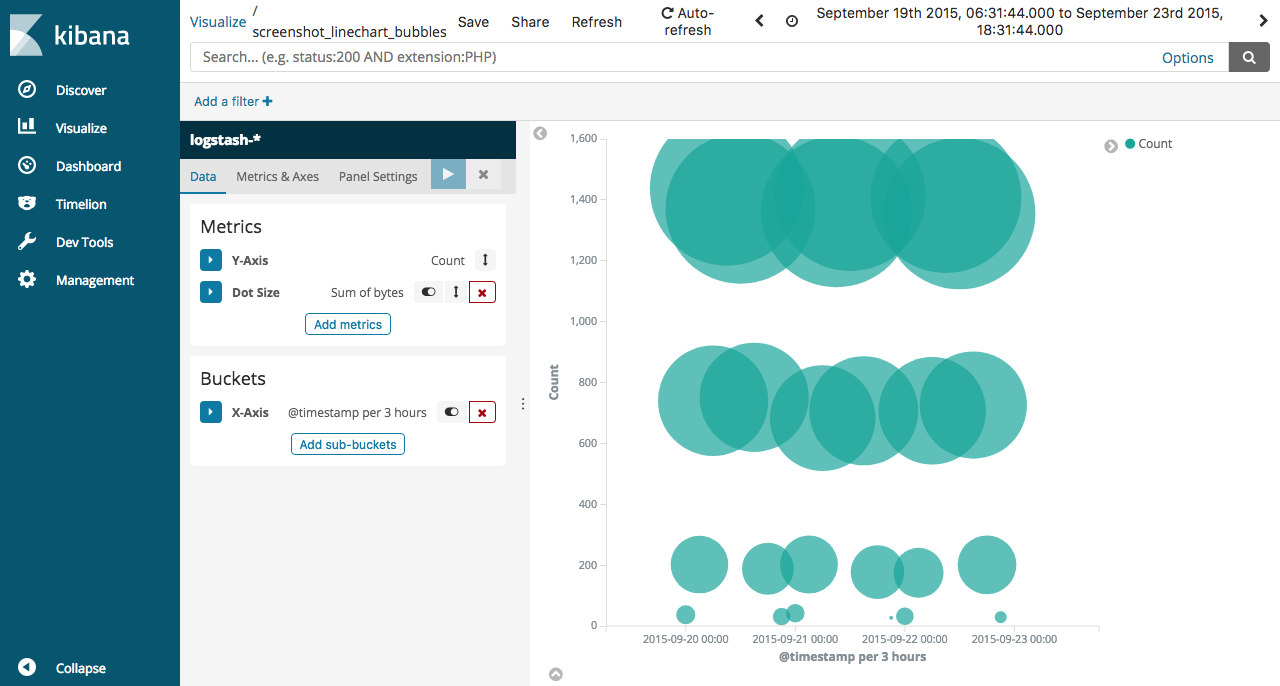 kibana
Discover
Visualize
Dashboard
Timelion
Dev Tools
Management
Collapse
Visualize /
screenshot_linechart_bubbles
Save
Share
Refresh
Auto-
refresh
September 19th 2015, 06:31:44.000 to September 23rd 2015,
18:31:44.000
Search... (e.g. status:200 AND extension:PHP)
Options
Add a filter
logstash-*
Data
Metrics & Axes
Panel Settings
Metrics
Y-Axis Count
Dot Size Sum of bytes
Add metrics
Buckets
X-Axis @timestamp per 3 hours
Add sub-buckets
Count
1,600
1,400
1,200
1,000
800
600
400
200
0
Count
2015-09-20 00:00
2015-09-21 00:00
2015-09-22 00:00
2015-09-23 00:00
@timestamp per 3 hours